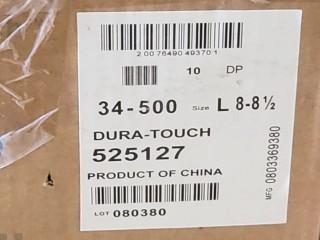 2 00 76490 49370 1
10 DP
34-500 Size L 8-8½
DURA-TOUCH
525127
PRODUCT OF CHINA
LOT 080380
MFG 0803369380